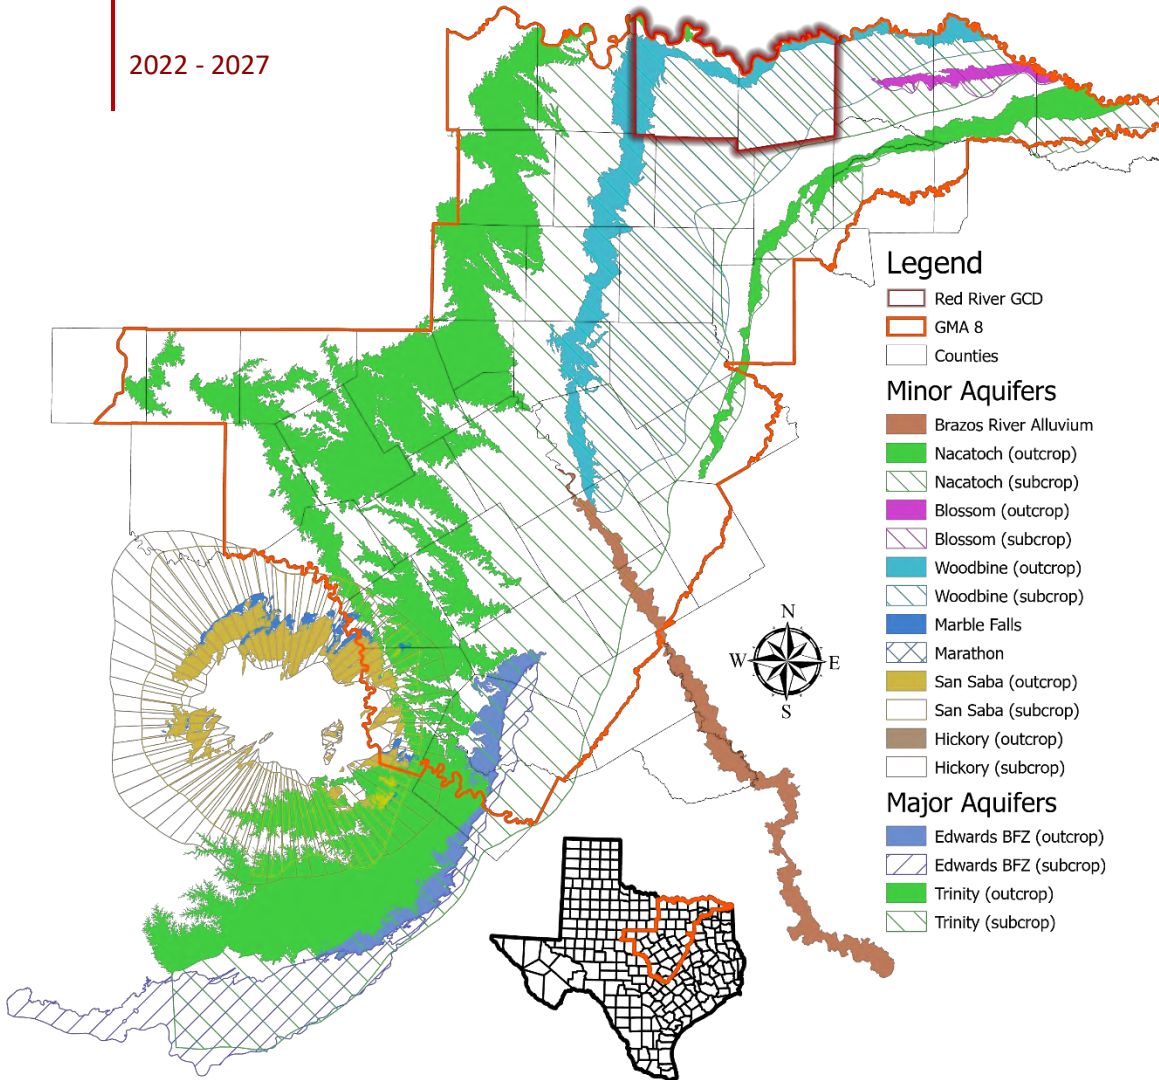 2022 - 2027
Legend
Red River GCD
GMA 8
Counties
Minor Aquifers
Brazos River Alluvium
Nacatoch (outcrop)
Nacatoch (subcrop)
Blossom (outcrop)
Blossom (subcrop)
Woodbine (outcrop)
Woodbine (subcrop)
Marble Falls
Marathon
San Saba (outcrop)
San Saba (subcrop)
Hickory (outcrop)
Hickory (subcrop)
Major Aquifers
Edwards BFZ (outcrop)
Edwards BFZ (subcrop)
Trinity (outcrop)
Trinity (subcrop)
N
W E
S